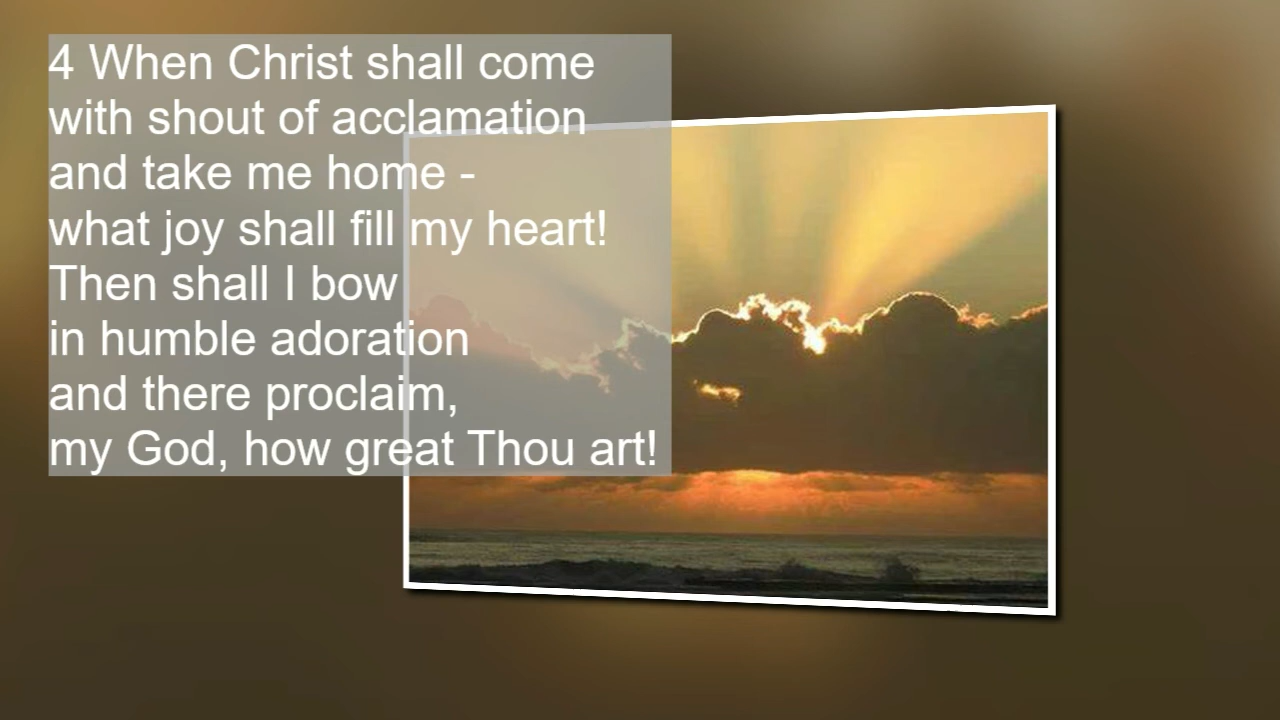 4 When Christ shall come
with shout of acclamation
and take me home -
what joy shall fill my heart!
Then shall I bow
in humble adoration
and there proclaim,
my God, how great Thou art!